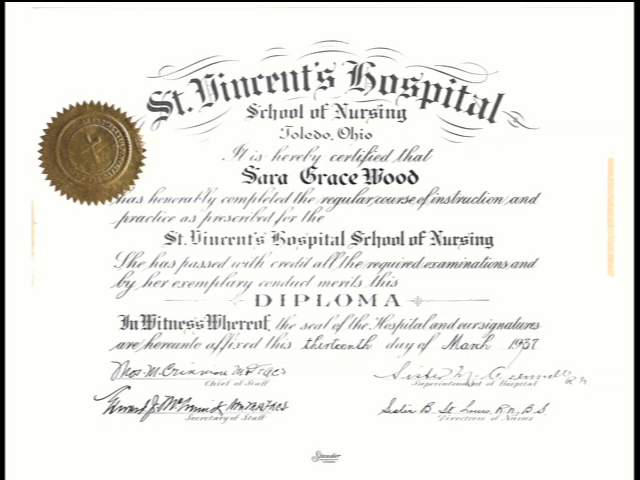 St. Vincent's Hospital
School of Nursing
Toledo, Ohio
It is hereby certified that
Sara Grace Wood
has honorably completed the regular course of instruction and
practice as prescribed for the
St. Vincent's Hospital School of Nursing
She has passed with credit all the required examinations and
by her exemplary conduct merits this
DIPLOMA
In Witness Whereof, the seal of the Hospital and our signatures
are hereunto affixed this thirteenth day of March 1937
Chief of Staff
Superintendent of Hospital
Sister B. St. Louis, R.N., B.S.
Secretary of Staff
Directress of Nurses